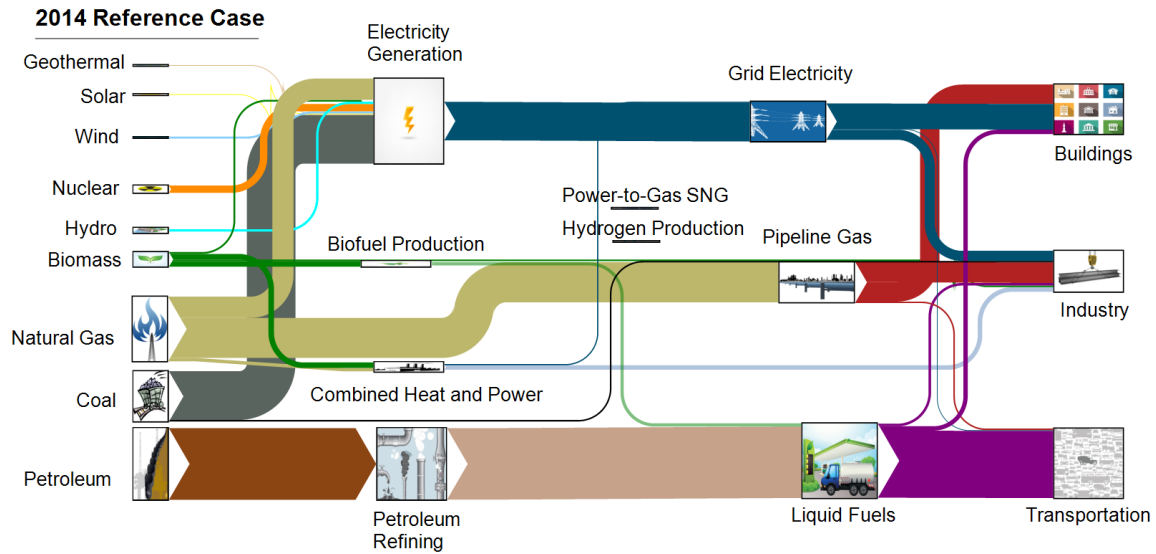 2014 Reference Case
Electricity
Generation
Geothermal
Grid Electricity
Solar
Wind
Buildings
Nuclear
Power-to-Gas SNG
Hydro
Hydrogen Production
Biofuel Production
Pipeline Gas
Biomass
Industry
Natural Gas
Combined Heat and Power
Coal
Petroleum
Liquid Fuels
Transportation
Petroleum
Refining